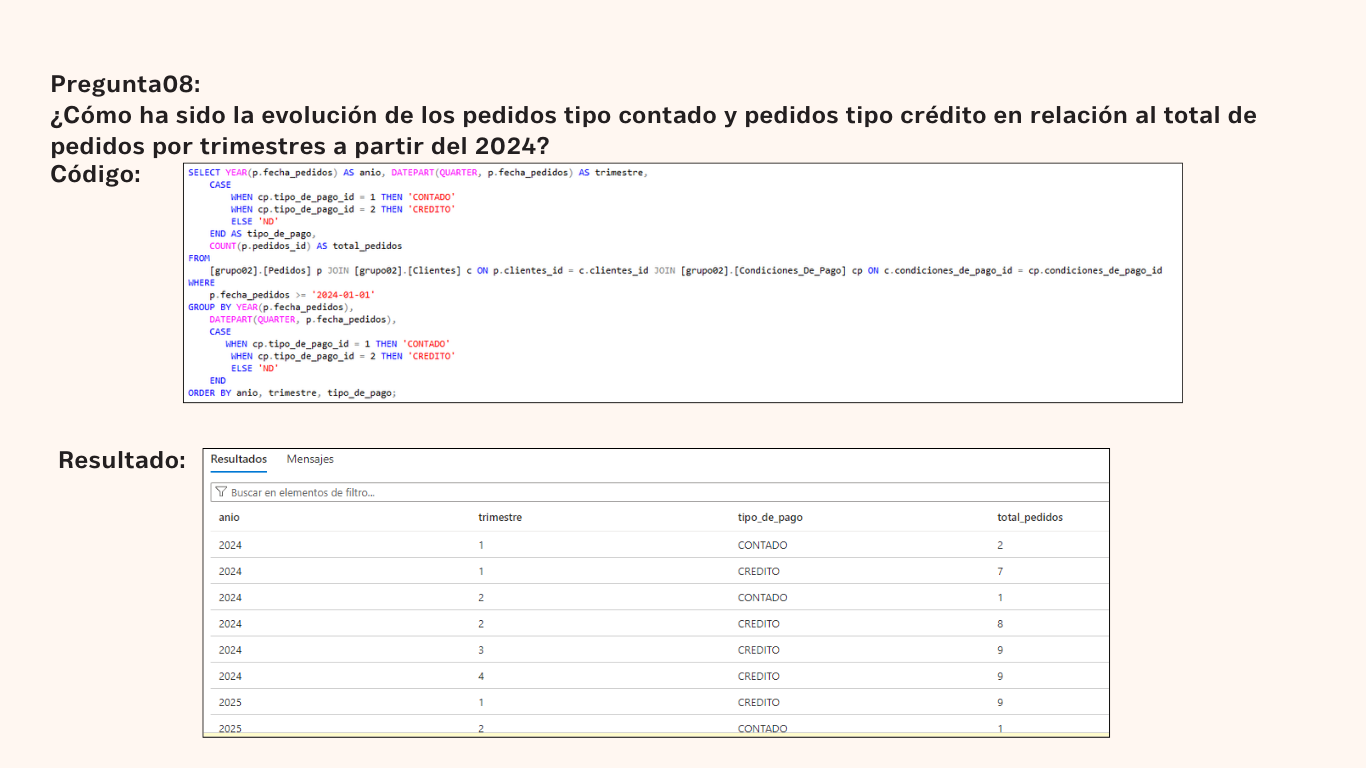 Pregunta08:
¿Cómo ha sido la evolución de los pedidos tipo contado y pedidos tipo crédito en relación al total de
pedidos por trimestres a partir del 2024?
Código:
SELECT YEAR(p.fecha_pedidos) AS anio, DATEPART(QUARTER, p.fecha_pedidos) AS trimestre,
CASE
WHEN cp.tipo_de_pago_id = 1 THEN 'CONTADO'
WHEN cp.tipo_de_pago_id = 2 THEN 'CREDITO'
ELSE 'ND'
END AS tipo_de_pago,
COUNT(p.pedidos_id) AS total_pedidos
FROM
[grupo02].[Pedidos] p JOIN [grupo02].[Clientes] c ON p.clientes_id = c.clientes_id JOIN [grupo02].[Condiciones_De_Pago] cp ON c.condiciones_de_pago_id = cp.condiciones_de_pago_id
WHERE
p.fecha_pedidos >= '2024-01-01'
GROUP BY YEAR(p.fecha_pedidos),
DATEPART(QUARTER, p.fecha_pedidos),
CASE
WHEN cp.tipo_de_pago_id = 1 THEN 'CONTADO'
WHEN cp.tipo_de_pago_id = 2 THEN 'CREDITO'
ELSE 'ND'
END
ORDER BY anio, trimestre, tipo_de_pago;
Resultado:
Resultados Mensajes
Buscar en elementos de filtro...
anio trimestre tipo_de_pago total_pedidos
2024 1 CONTADO 2
2024 1 CREDITO 7
2024 2 CONTADO 1
2024 2 CREDITO 8
2024 3 CREDITO 9
2024 4 CREDITO 9
2025 1 CREDITO 9
2025 2 CONTADO 1